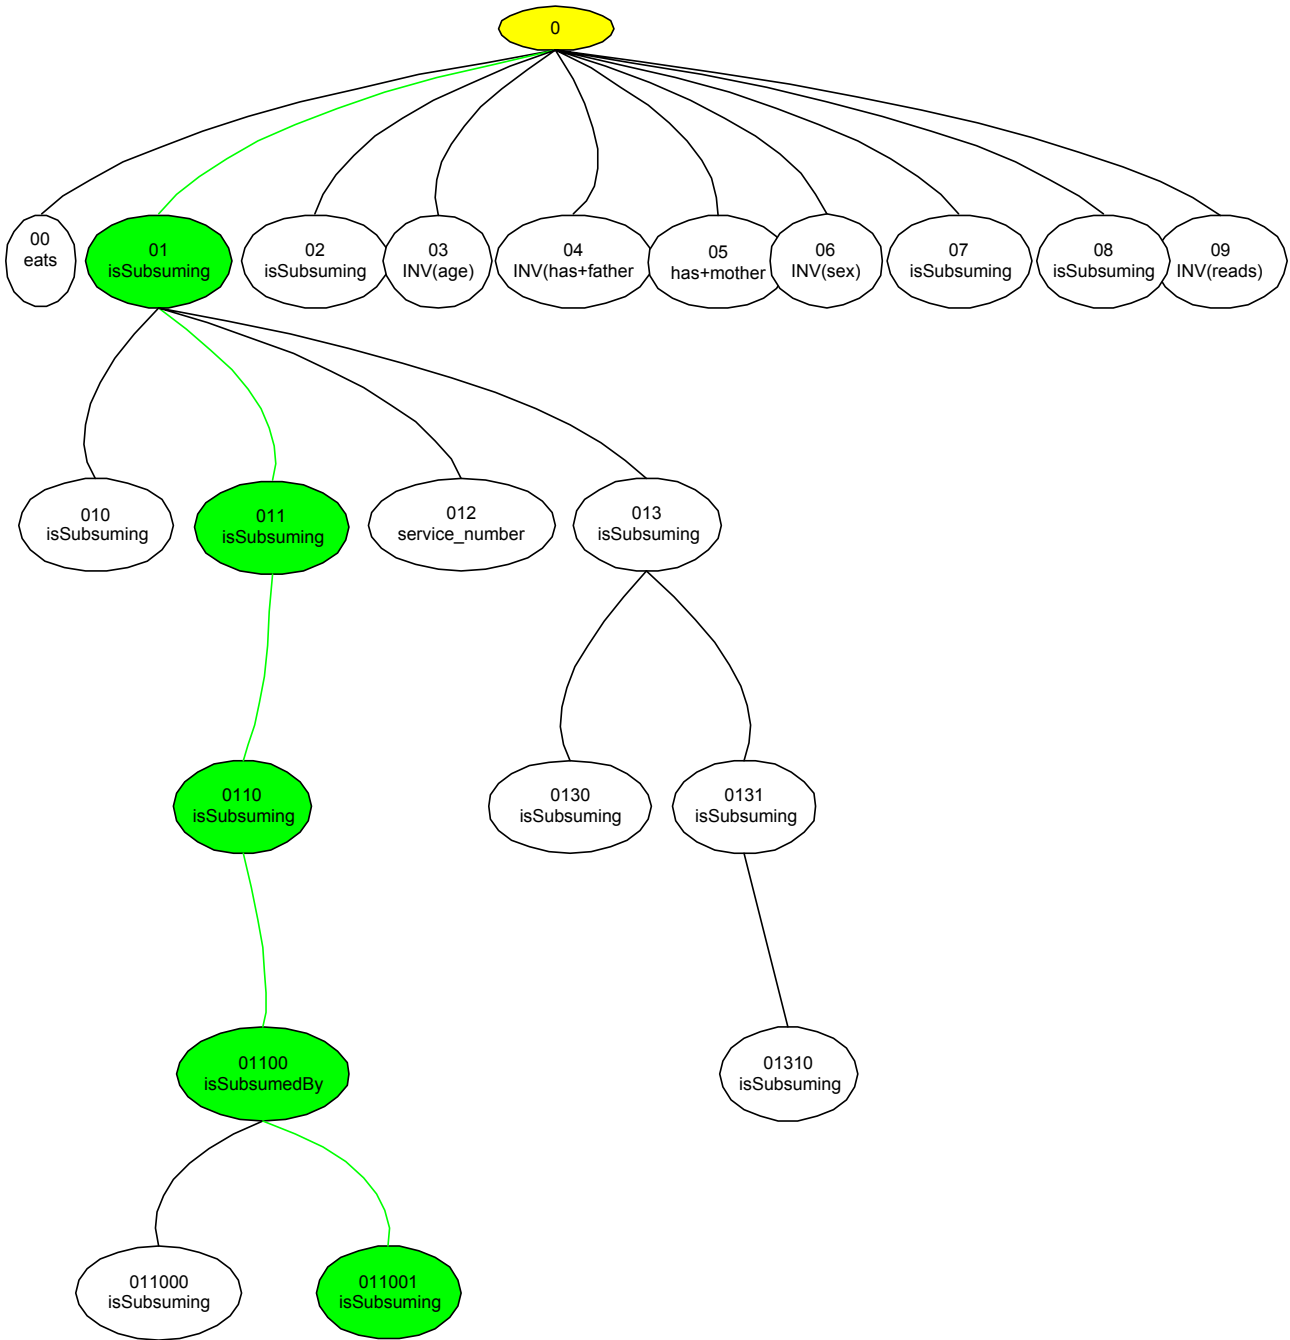 0
00
eats
01
isSubsuming
02
isSubsuming
03
INV(age)
04
INV(has+father
05
has+mother
06
INV(sex)
07
isSubsuming
08
isSubsuming
09
INV(reads)
010
isSubsuming
011
isSubsuming
012
service_number
013
isSubsuming
0110
isSubsuming
0130
isSubsuming
0131
isSubsuming
01100
isSubsumedBy
01310
isSubsuming
011000
isSubsuming
011001
isSubsuming